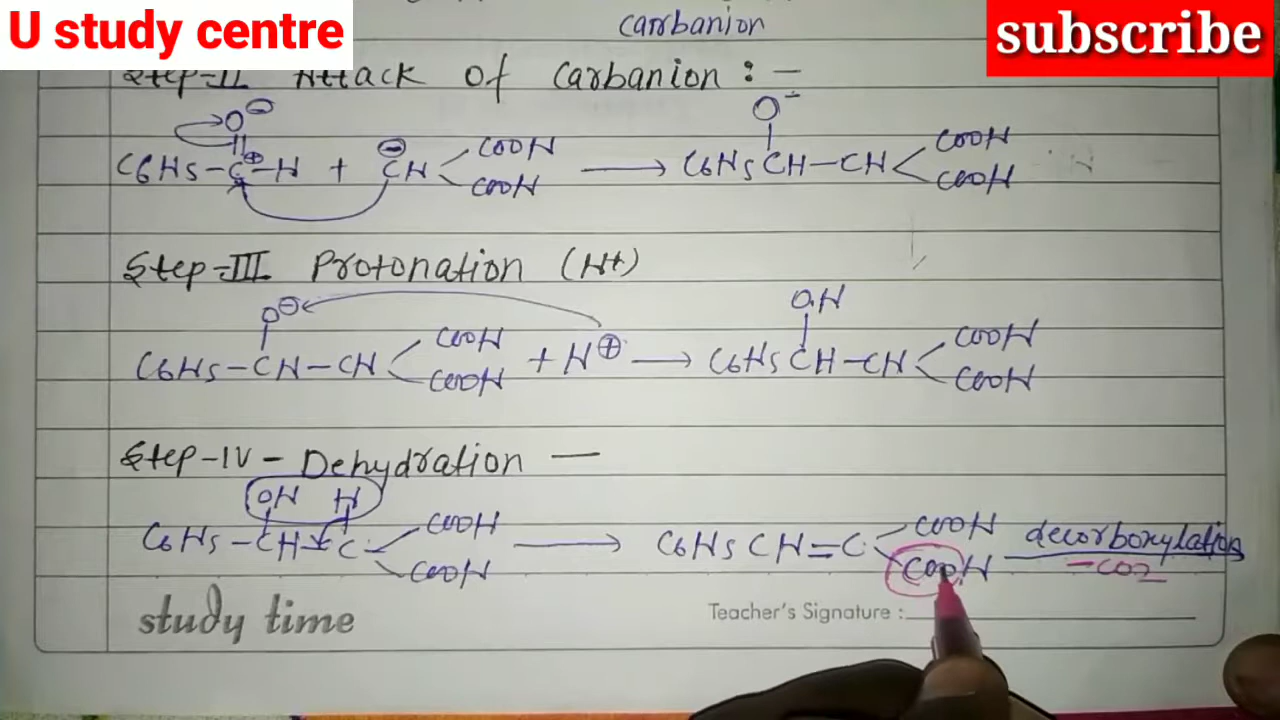 U study centre
subscribe
carbanion
Step-II Attack of Carbanion : —
O⊖ O⁻
C6H5-C⊕-H + ⊖CH COOH COOH → C6H5CH-CH COOH COOH
Step-III Protonation (H+)
O⊖ OH
C6H5-CH-CH COOH COOH + H⊕ → C6H5CH-CH COOH COOH
Step-IV - Dehydration —
OH H
C6H5-CH-C COOH COOH → C6H5CH=C COOH COOH decorboxylation
-CO2
study time
Teacher's Signature :